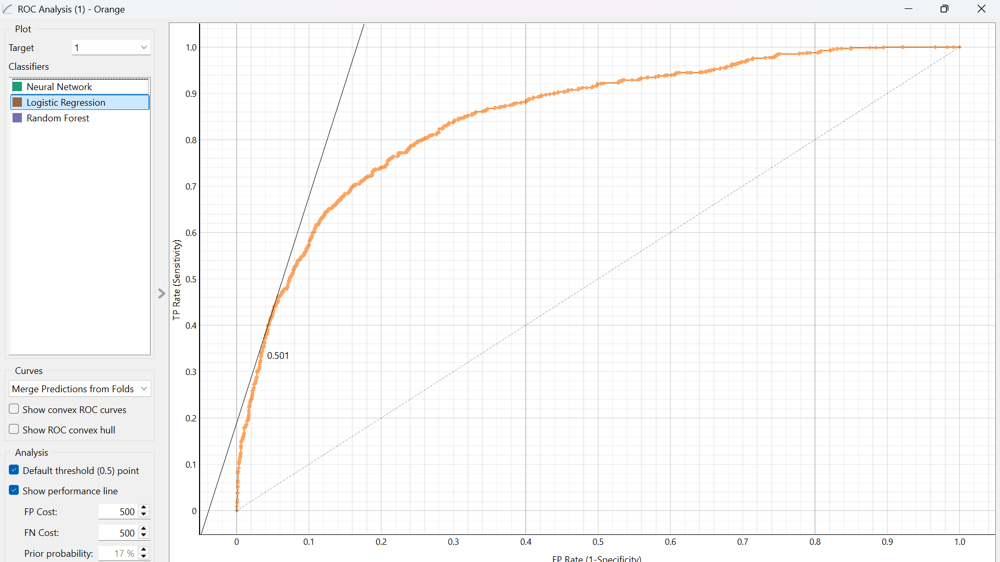 ROC Analysis (1) - Orange
Plot
Target
1
Classifiers
Neural Network
Logistic Regression
Random Forest
Curves
Merge Predictions from Folds
Show convex ROC curves
Show ROC convex hull
Analysis
Default threshold (0.5) point
Show performance line
FP Cost: 500
FN Cost: 500
Prior probability: 17 %
TP Rate (Sensitivity)
1.0
0.9
0.8
0.7
0.6
0.5
0.4
0.3
0.2
0.1
0
0.501
0 0.1 0.2 0.3 0.4 0.5 0.6 0.7 0.8 0.9 1.0
FP Rate (1-Specificity)